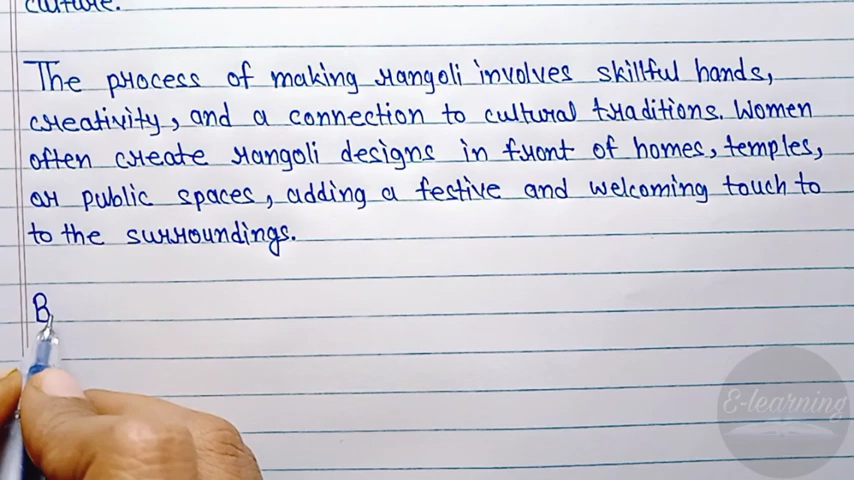 culture.
The process of making rangoli involves skillful hands,
creativity, and a connection to cultural traditions. Women
often create rangoli designs in front of homes, temples,
or public spaces, adding a festive and welcoming touch to
to the surroundings.
B
E-learning